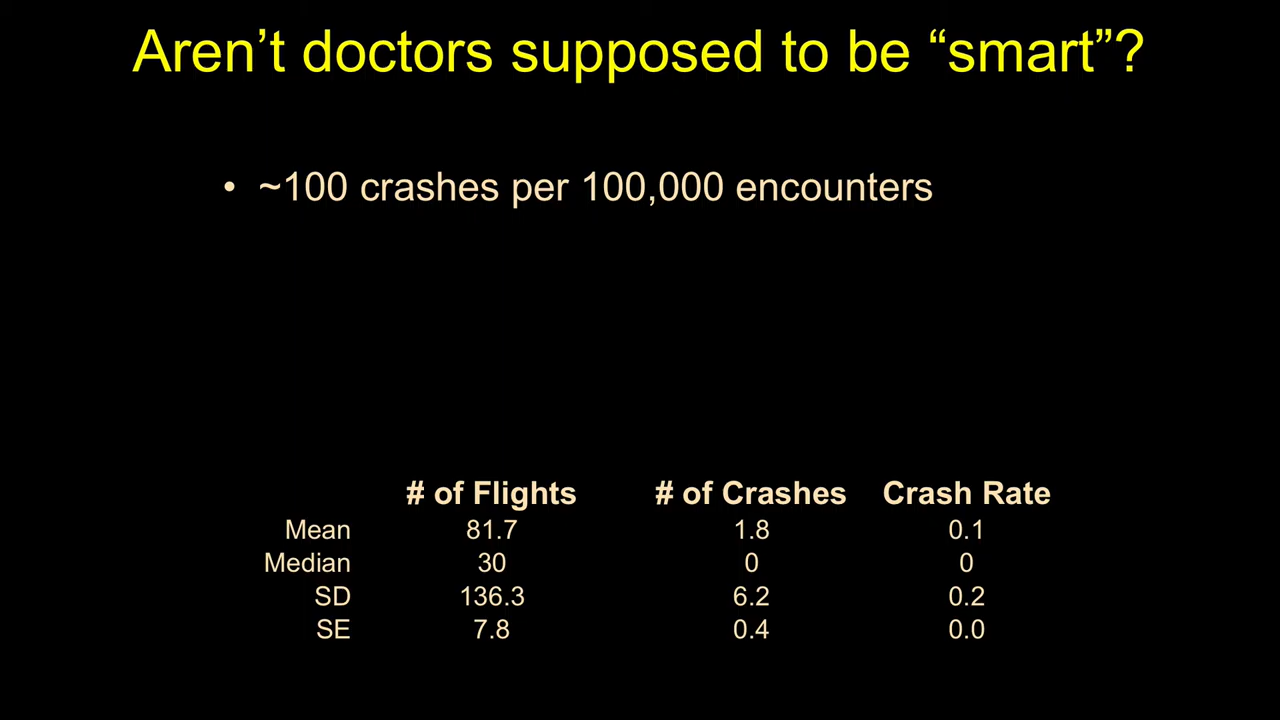 Aren’t doctors supposed to be “smart”?
• ~100 crashes per 100,000 encounters
# of Flights # of Crashes Crash Rate
Mean 81.7 1.8 0.1
Median 30 0 0
SD 136.3 6.2 0.2
SE 7.8 0.4 0.0